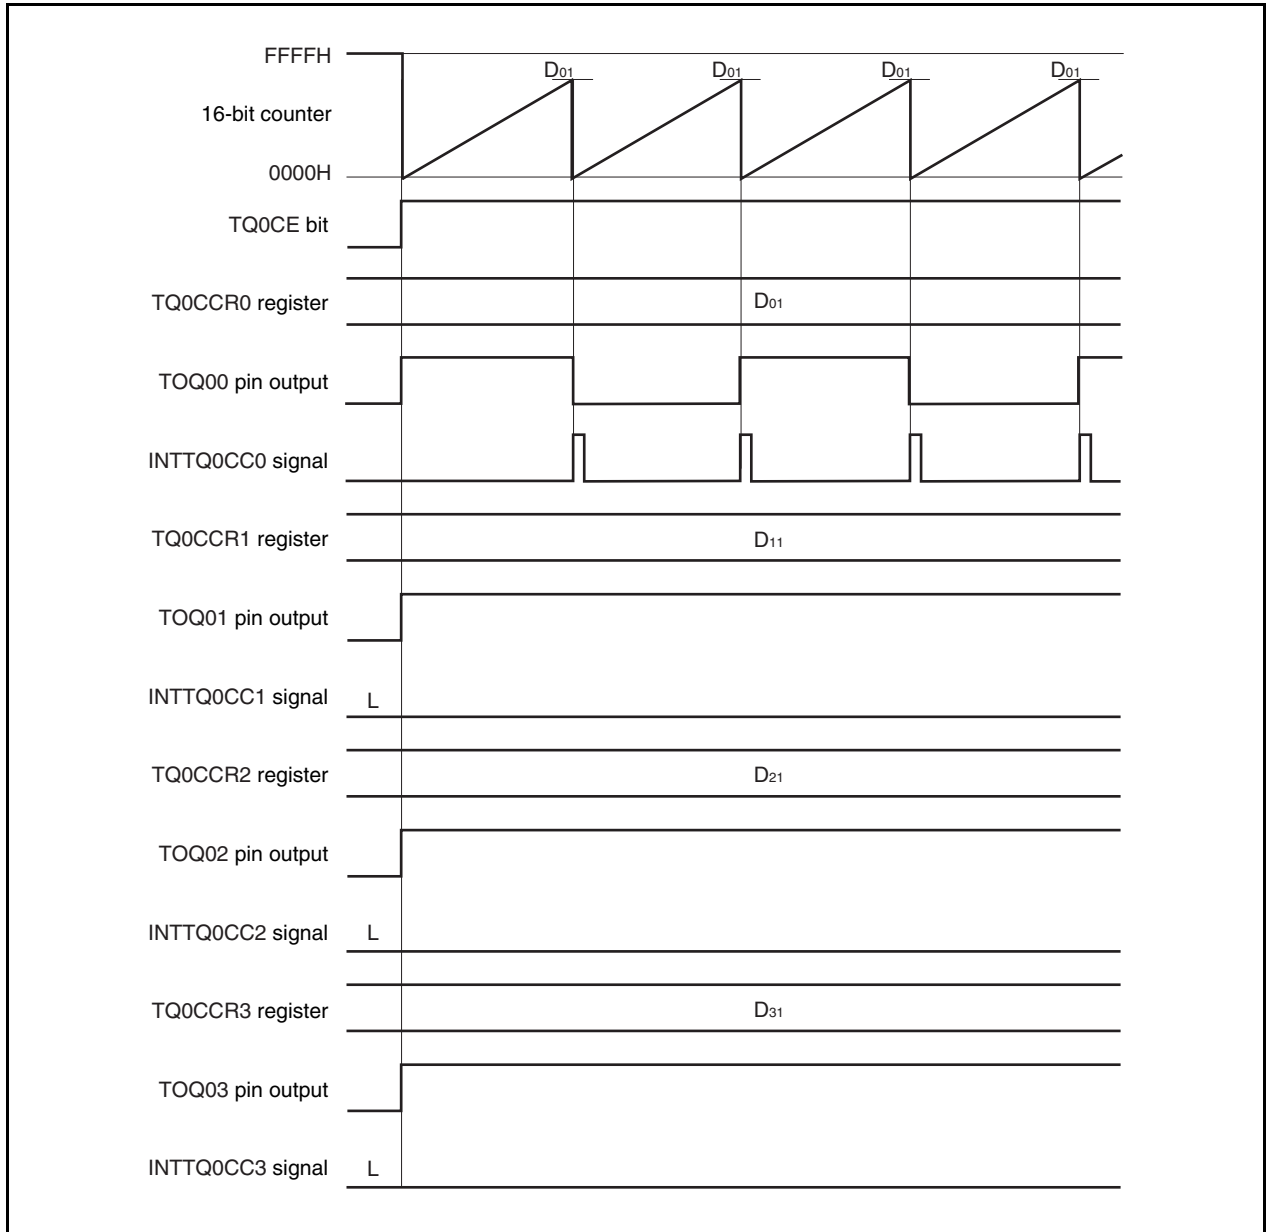 FFFFH
D01 D01 D01 D01
16-bit counter
0000H
TQ0CE bit
TQ0CCR0 register D01
TOQ00 pin output
INTTQ0CC0 signal
TQ0CCR1 register D11
TOQ01 pin output
INTTQ0CC1 signal L
TQ0CCR2 register D21
TOQ02 pin output
INTTQ0CC2 signal L
TQ0CCR3 register D31
TOQ03 pin output
INTTQ0CC3 signal L